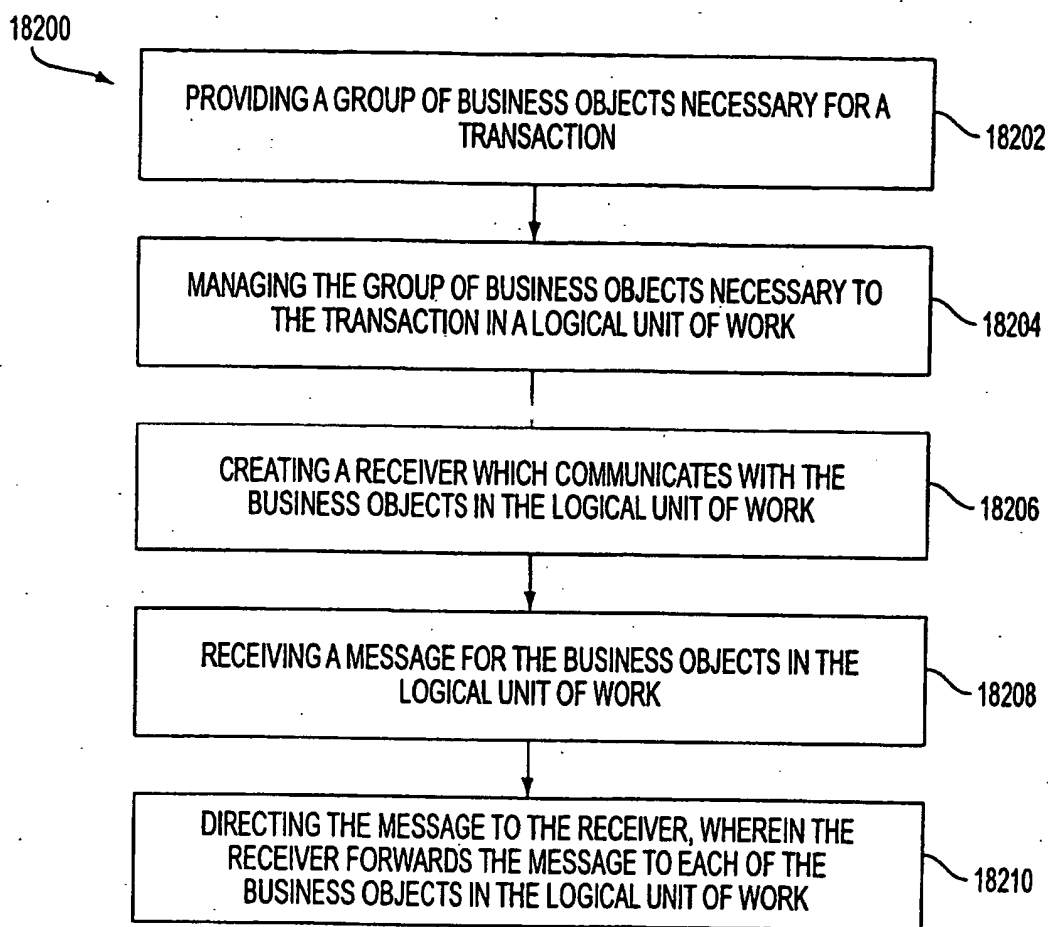 18200
PROVIDING A GROUP OF BUSINESS OBJECTS NECESSARY FOR A
TRANSACTION
18202
MANAGING THE GROUP OF BUSINESS OBJECTS NECESSARY TO
THE TRANSACTION IN A LOGICAL UNIT OF WORK
18204
CREATING A RECEIVER WHICH COMMUNICATES WITH THE
BUSINESS OBJECTS IN THE LOGICAL UNIT OF WORK
18206
RECEIVING A MESSAGE FOR THE BUSINESS OBJECTS IN THE
LOGICAL UNIT OF WORK
18208
DIRECTING THE MESSAGE TO THE RECEIVER, WHEREIN THE
RECEIVER FORWARDS THE MESSAGE TO EACH OF THE
BUSINESS OBJECTS IN THE LOGICAL UNIT OF WORK
18210